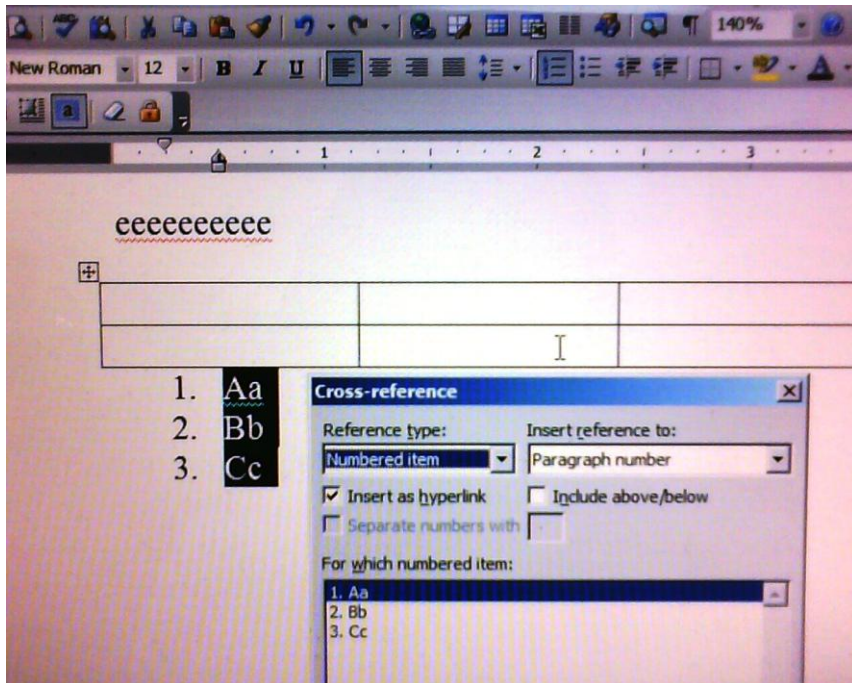 ABC
140%
New Roman 12 B I U
a
1 2 3
eeeeeeeeee
1. Aa
2. Bb
3. Cc
Cross-reference
Reference type: Insert reference to:
Numbered item Paragraph number
Insert as hyperlink Include above/below
Separate numbers with
For which numbered item:
1. Aa
2. Bb
3. Cc